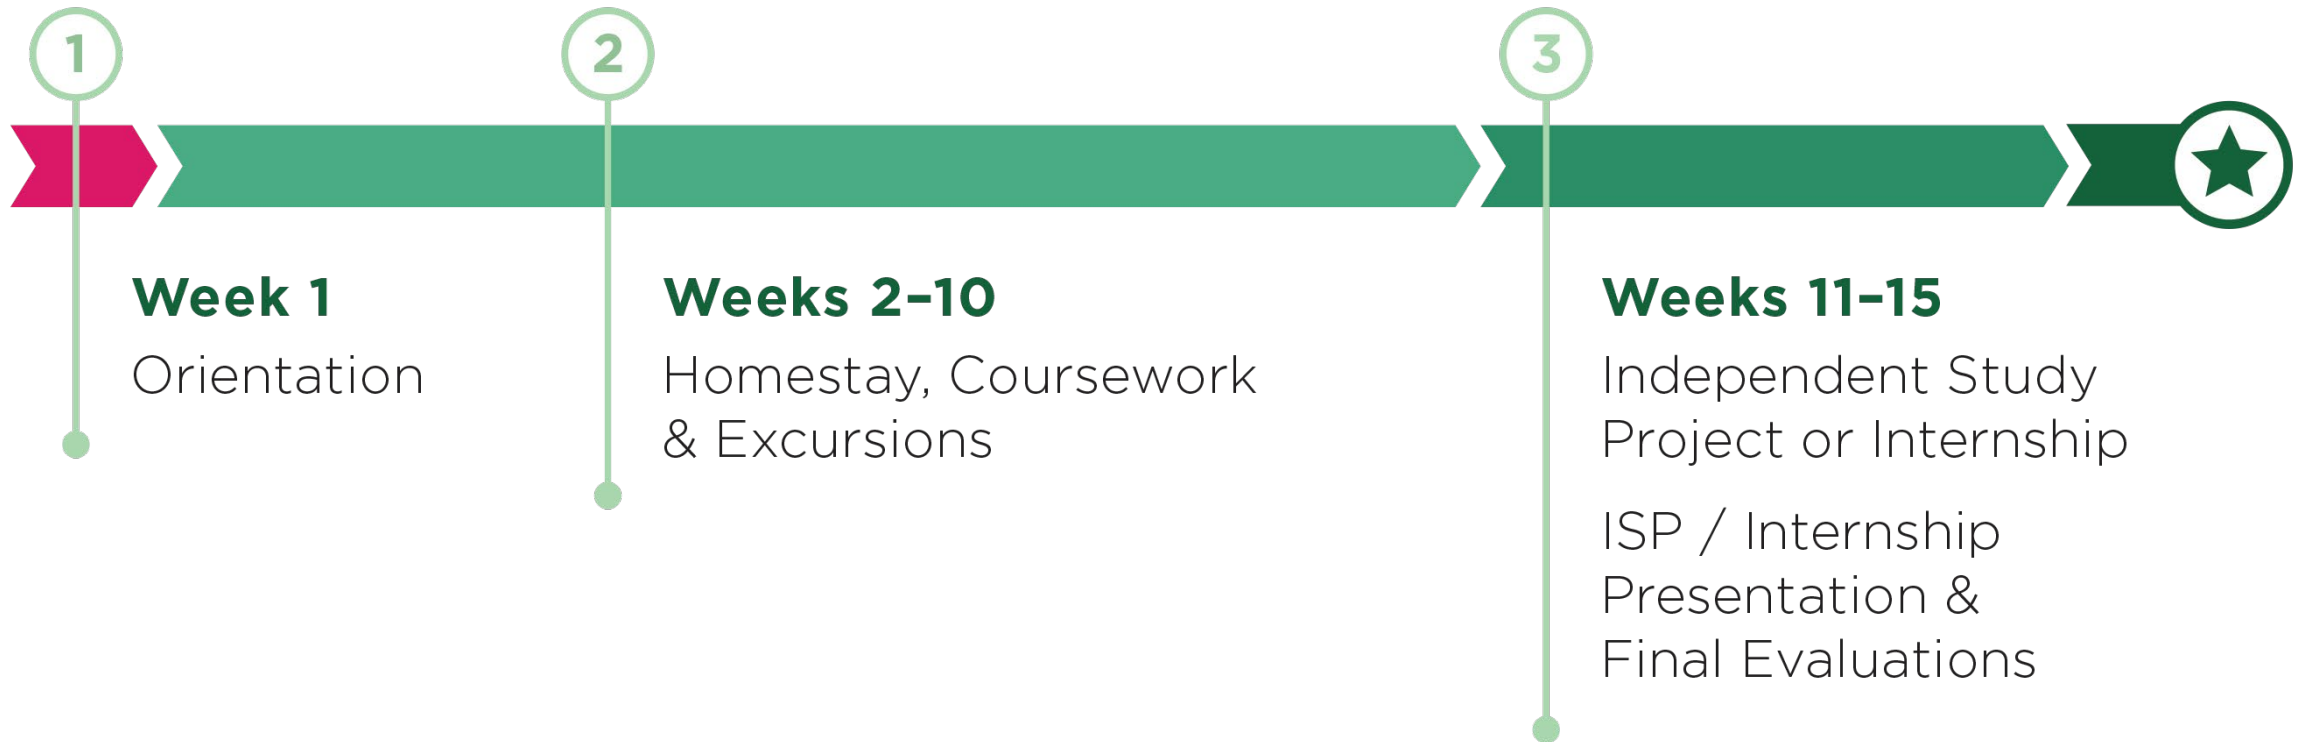 1
2
3
Week 1
Orientation
Weeks 2–10
Homestay, Coursework
& Excursions
Weeks 11–15
Independent Study
Project or Internship
ISP / Internship
Presentation &
Final Evaluations